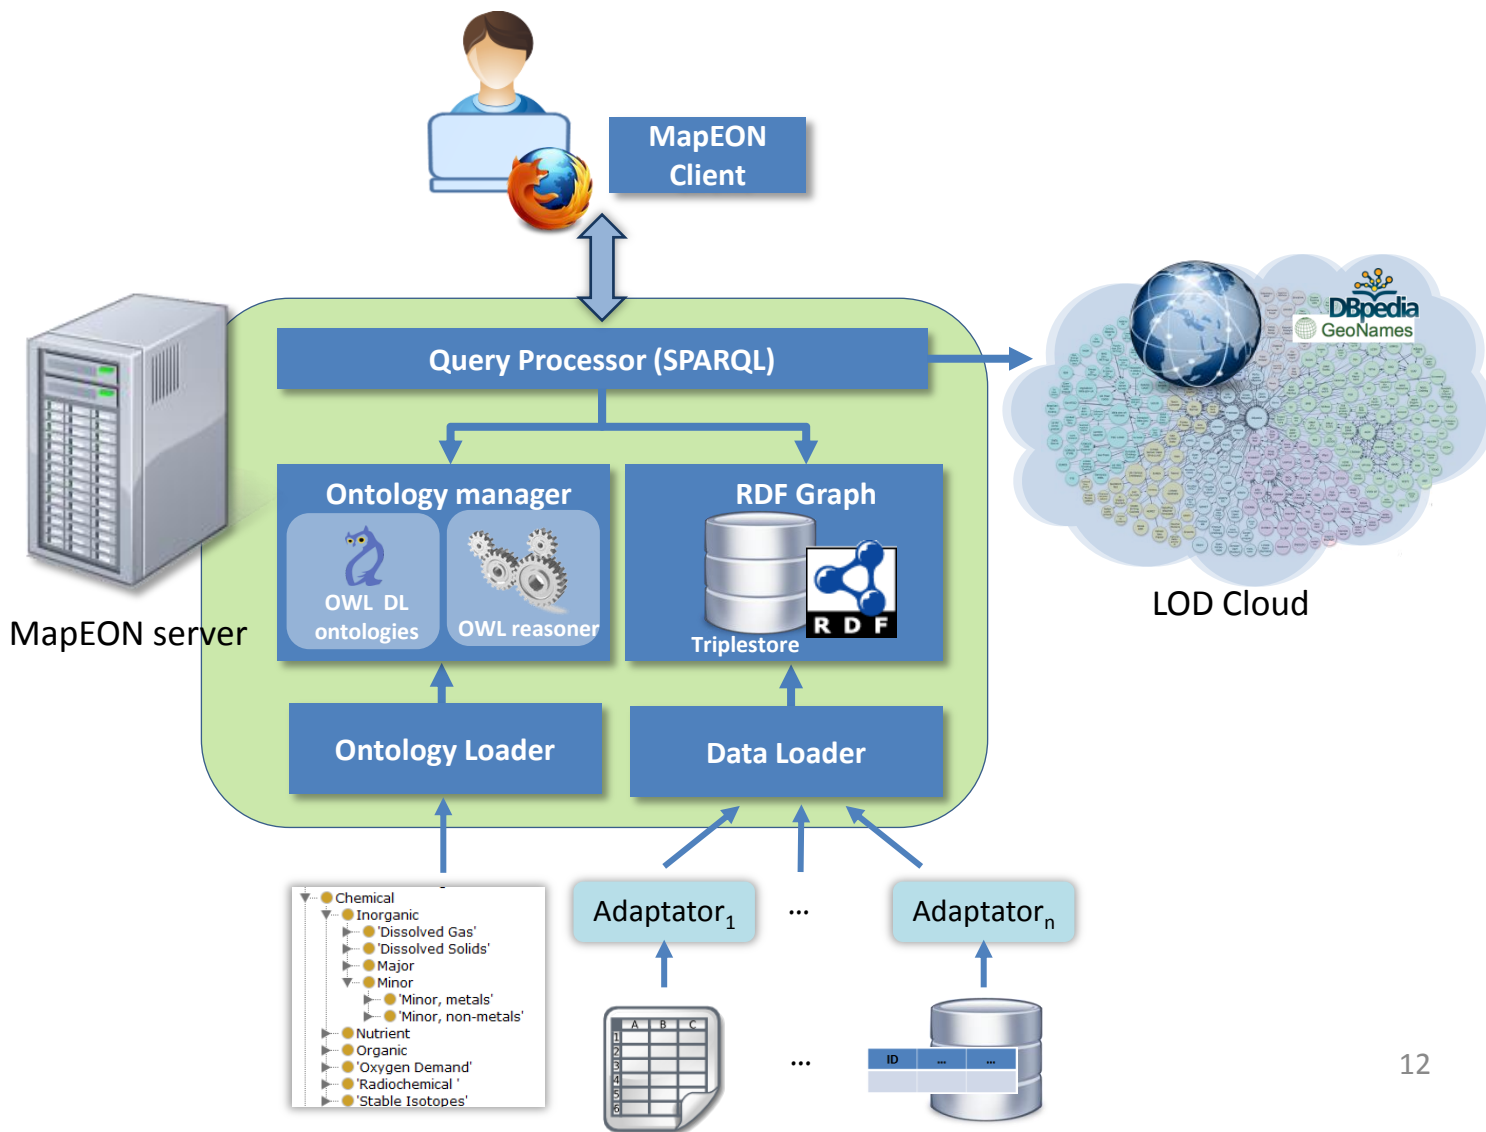 MapEON
Client
Query Processor (SPARQL)
DBpedia
GeoNames
Ontology manager
OWL DL
ontologies
OWL reasoner
RDF Graph
RDF
Triplestore
LOD Cloud
MapEON server
Ontology Loader
Data Loader
Chemical
Inorganic
'Dissolved Gas'
'Dissolved Solids'
Major
Minor
'Minor, metals'
'Minor, non-metals'
Nutrient
Organic
'Oxygen Demand'
'Radiochemical '
'Stable Isotopes'
Adaptator1
...
Adaptatorn
A B C
1
2
3
4
5
6
...
ID ... ...
12